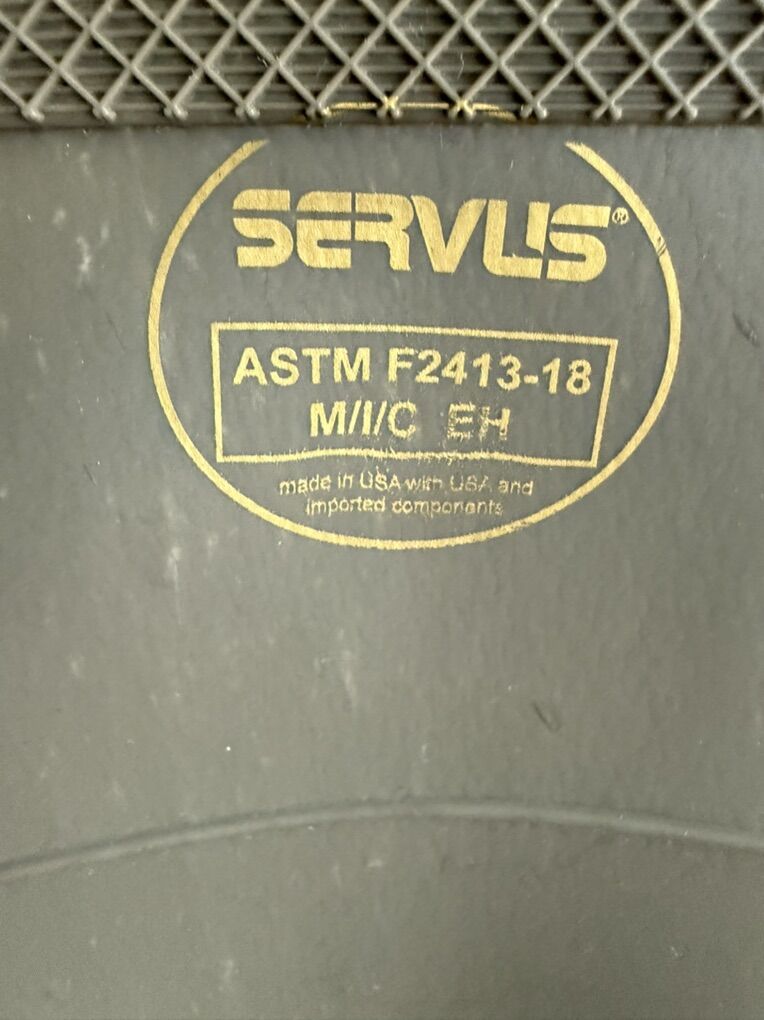 SERVUS®
ASTM F2413-18
M/I/C EH
made in USA with USA and
imported components